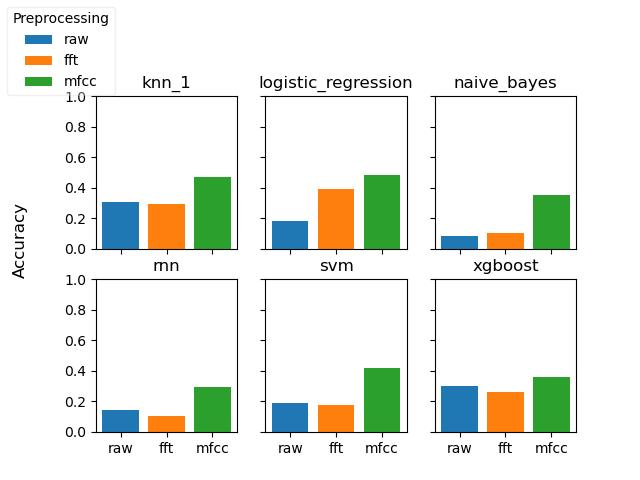 Preprocessing
raw
fft
mfcc
knn_1
logistic_regression
naive_bayes
1.0
0.8
0.6
0.4
0.2
0.0
Accuracy
rnn
svm
xgboost
1.0
0.8
0.6
0.4
0.2
0.0
raw fft mfcc
raw fft mfcc
raw fft mfcc